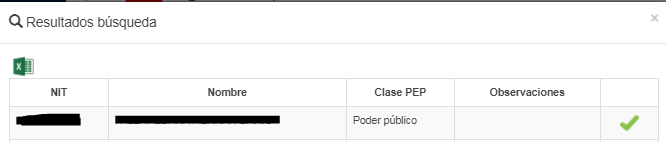 Resultados búsqueda
×
NIT Nombre Clase PEP Observaciones
Poder público